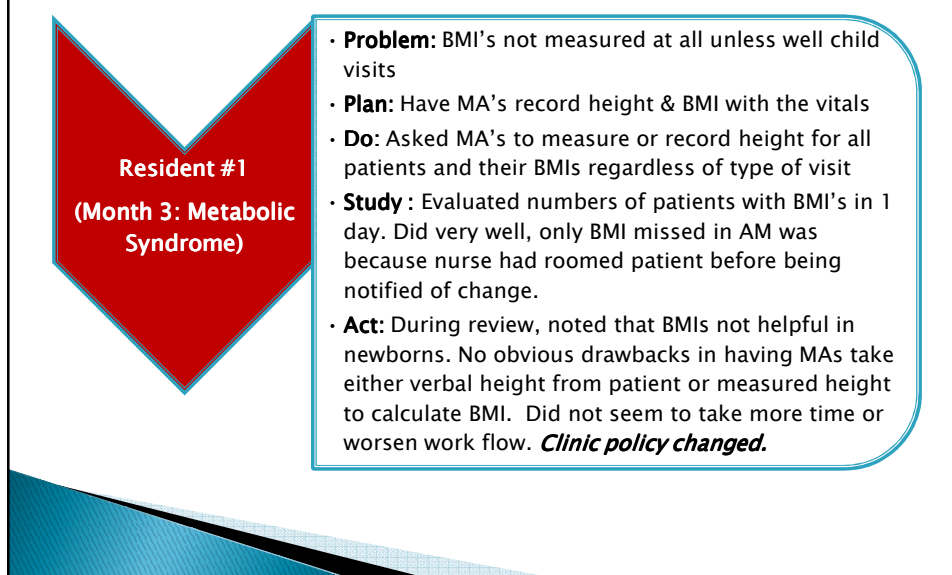 Resident #1
(Month 3: Metabolic
Syndrome)
• Problem: BMI's not measured at all unless well child
visits
• Plan: Have MA's record height & BMI with the vitals
• Do: Asked MA's to measure or record height for all
patients and their BMIs regardless of type of visit
• Study : Evaluated numbers of patients with BMI's in 1
day. Did very well, only BMI missed in AM was
because nurse had roomed patient before being
notified of change.
• Act: During review, noted that BMIs not helpful in
newborns. No obvious drawbacks in having MAs take
either verbal height from patient or measured height
to calculate BMI. Did not seem to take more time or
worsen work flow. Clinic policy changed.